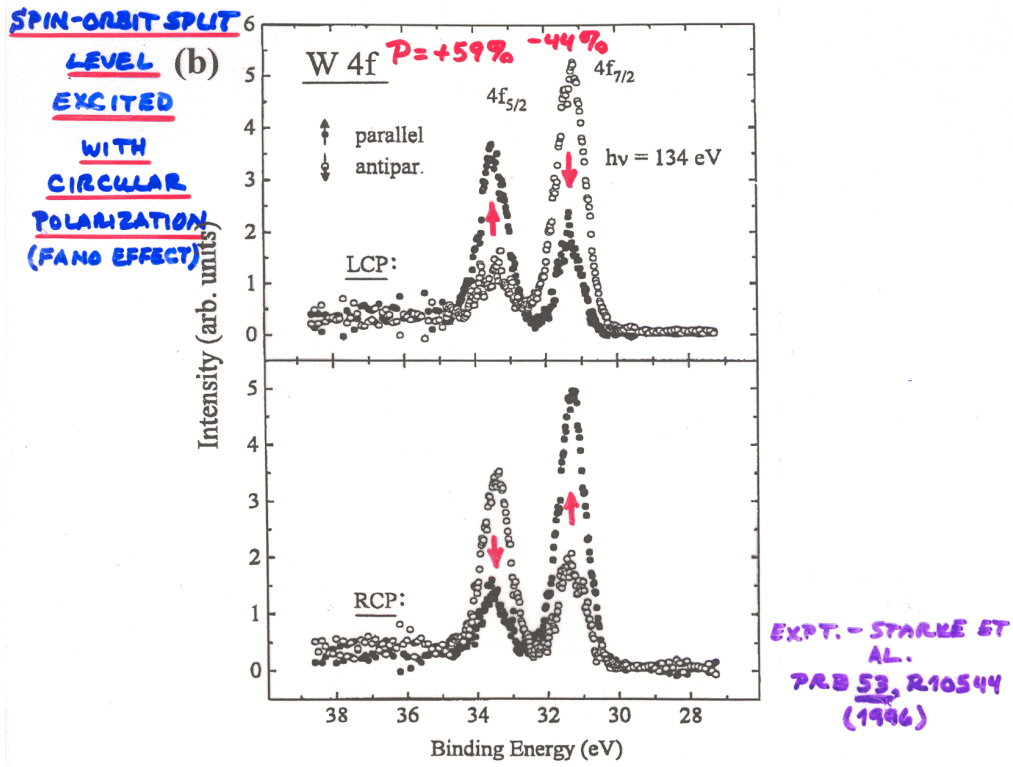 SPIN-ORBIT SPLIT
LEVEL
EXCITED
WITH
CIRCULAR
POLARIZATION
(FANO EFFECT)
(b)
W 4f
P=+59%
-44%
4f5/2
4f7/2
parallel
antipar.
hν = 134 eV
LCP:
6
5
4
3
2
1
0
Intensity (arb. units)
RCP:
5
4
3
2
1
0
38 36 34 32 30 28
Binding Energy (eV)
EXPT. - STARKE ET
AL.
PRB 53, R10544
(1996)